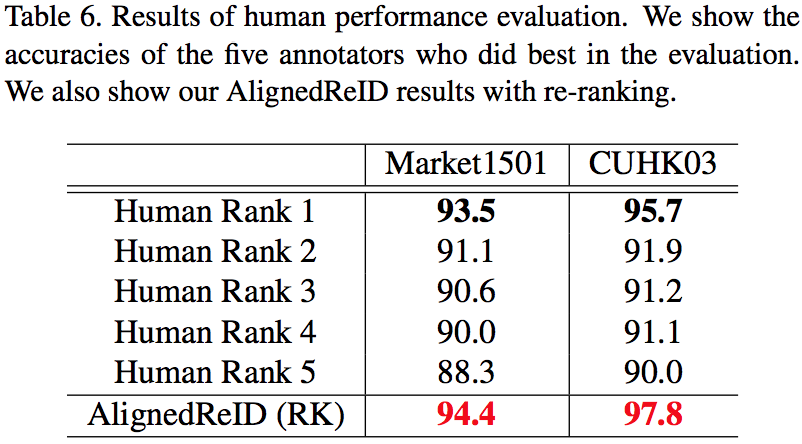 Table 6. Results of human performance evaluation. We show the
accuracies of the five annotators who did best in the evaluation.
We also show our AlignedReID results with re-ranking.
Market1501 CUHK03
Human Rank 1 93.5 95.7
Human Rank 2 91.1 91.9
Human Rank 3 90.6 91.2
Human Rank 4 90.0 91.1
Human Rank 5 88.3 90.0
AlignedReID (RK) 94.4 97.8